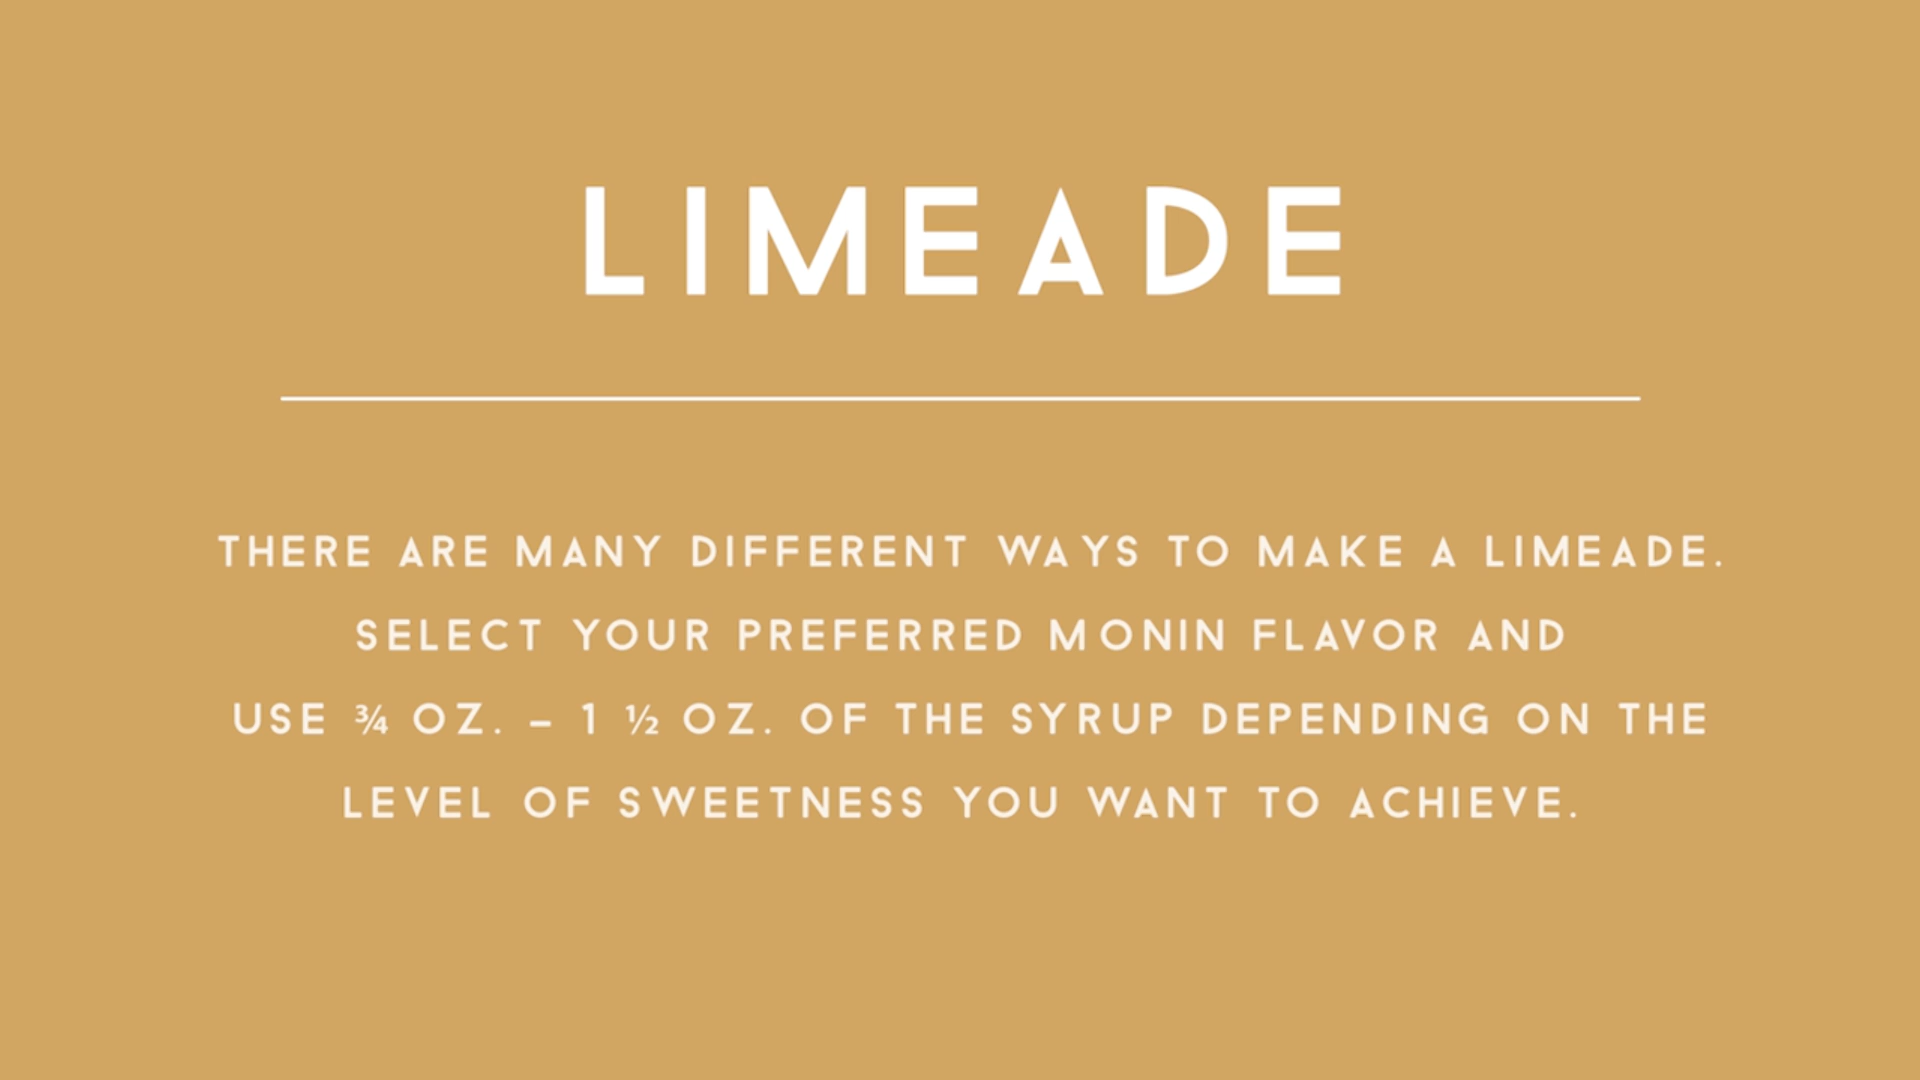 LIMEADE
THERE ARE MANY DIFFERENT WAYS TO MAKE A LIMEADE.
SELECT YOUR PREFERRED MONIN FLAVOR AND
USE ¾ OZ. – 1 ½ OZ. OF THE SYRUP DEPENDING ON THE
LEVEL OF SWEETNESS YOU WANT TO ACHIEVE.